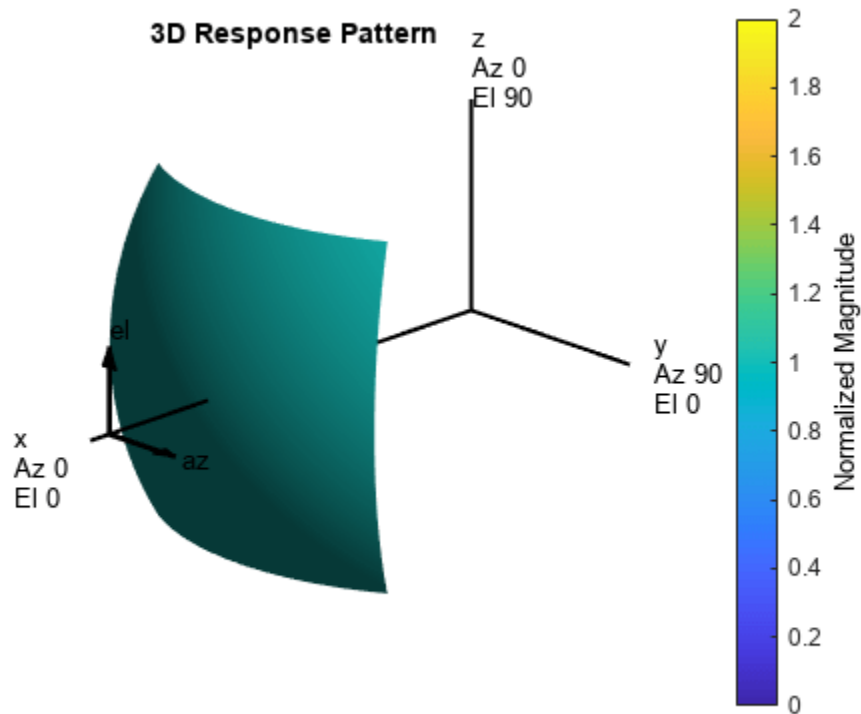 3D Response Pattern
z
Az 0
El 90
el
az
x
Az 0
El 0
y
Az 90
El 0
2
1.8
1.6
1.4
1.2
1
0.8
0.6
0.4
0.2
0
Normalized Magnitude